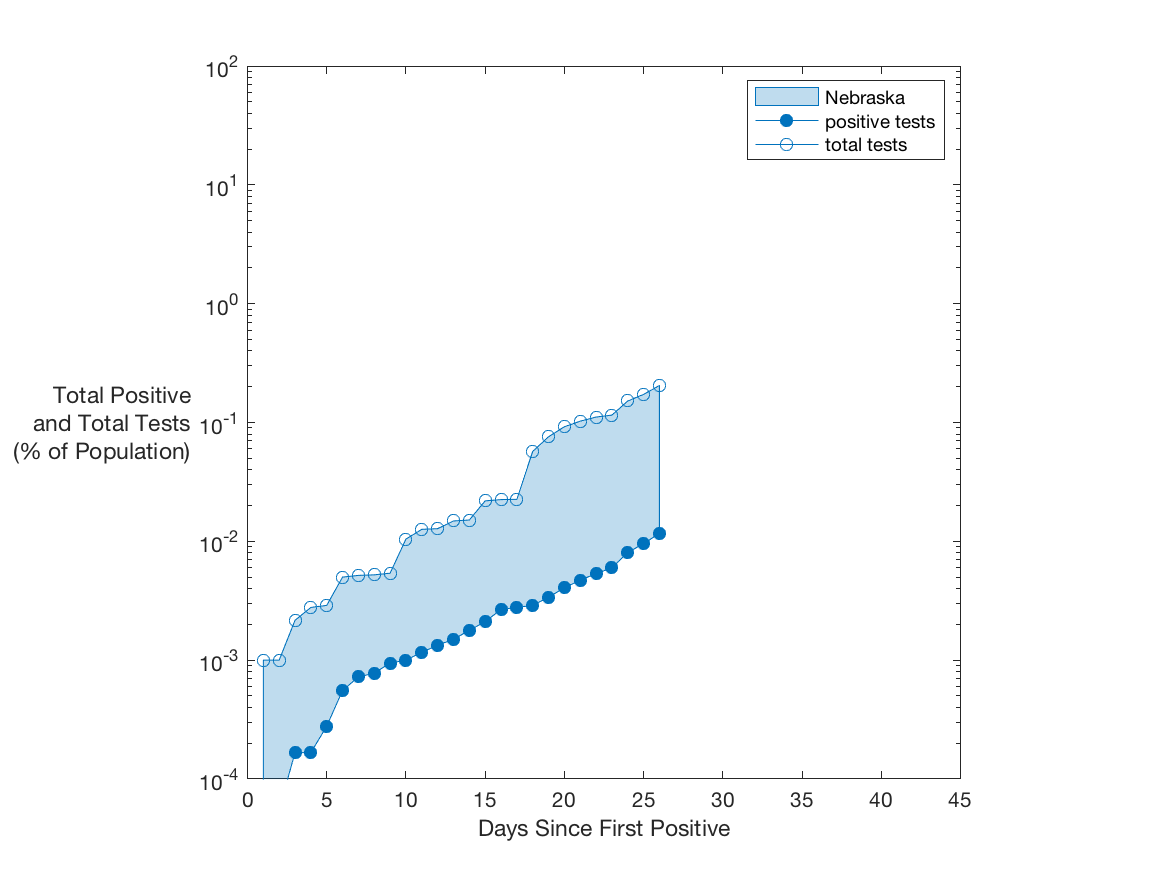 Nebraska
positive tests
total tests
10^2
10^1
10^0
10^-1
10^-2
10^-3
10^-4
Total Positive
and Total Tests
(% of Population)
0 5 10 15 20 25 30 35 40 45
Days Since First Positive